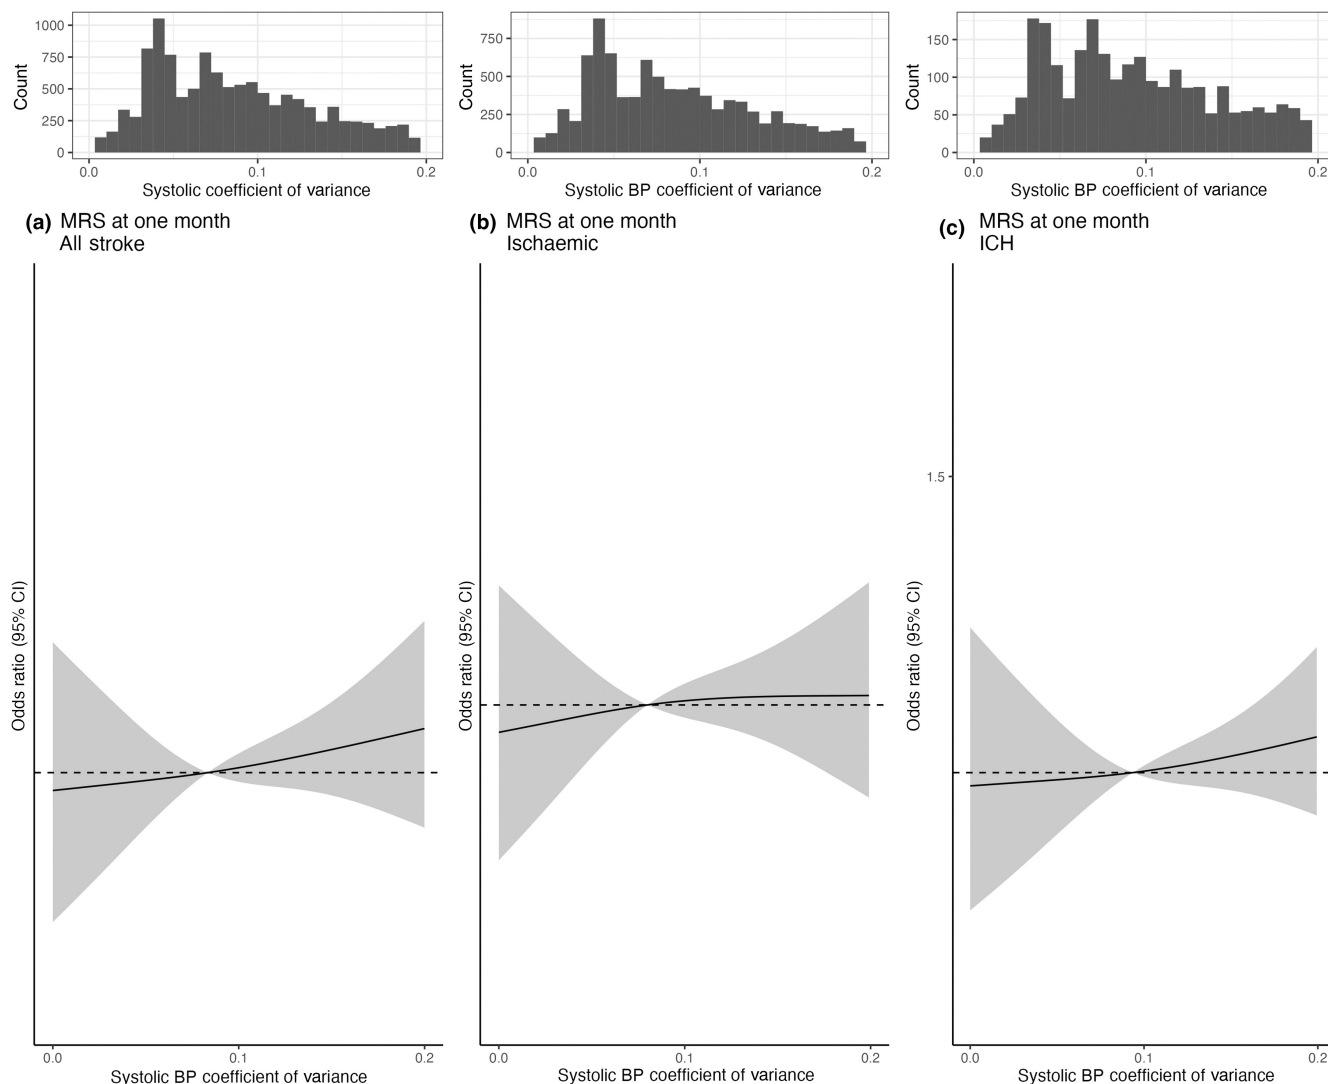 1000
750
500
250
0
Count
0.0 0.1 0.2
Systolic coefficient of variance
750
500
250
0
Count
0.0 0.1 0.2
Systolic BP coefficient of variance
150
100
50
0
Count
0.0 0.1 0.2
Systolic BP coefficient of variance
(a) MRS at one month
All stroke
Odds ratio (95% CI)
0.0 0.1 0.2
Systolic BP coefficient of variance
(b) MRS at one month
Ischaemic
Odds ratio (95% CI)
0.0 0.1 0.2
Systolic BP coefficient of variance
(c) MRS at one month
ICH
1.5
Odds ratio (95% CI)
0.0 0.1 0.2
Systolic BP coefficient of variance